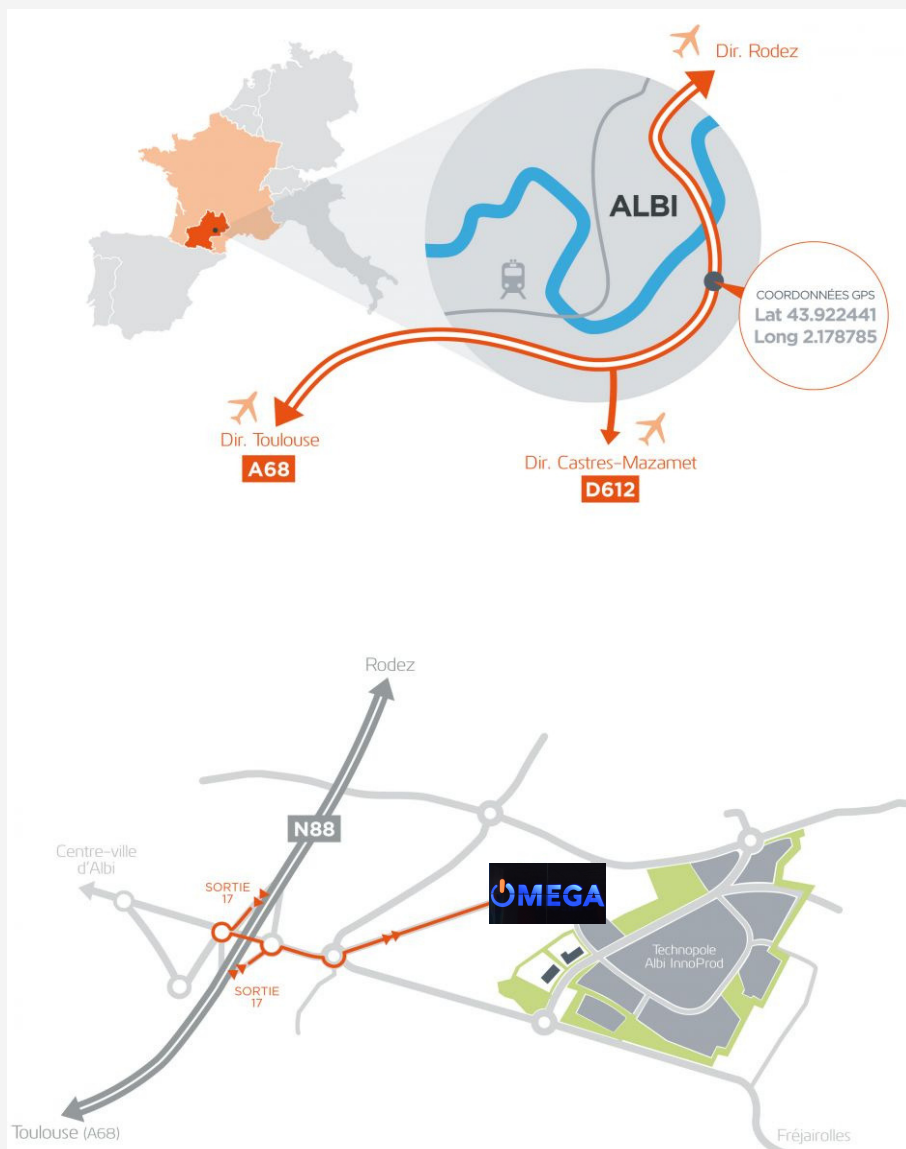 Dir. Rodez
ALBI
COORDONNÉES GPS
Lat 43.922441
Long 2.178785
Dir. Toulouse
A68
Dir. Castres-Mazamet
D612
Rodez
N88
Centre-ville
d'Albi
SORTIE
17
OMEGA
Technopole
Albi InnoProd
SORTIE
17
Toulouse (A68)
Fréjairolles